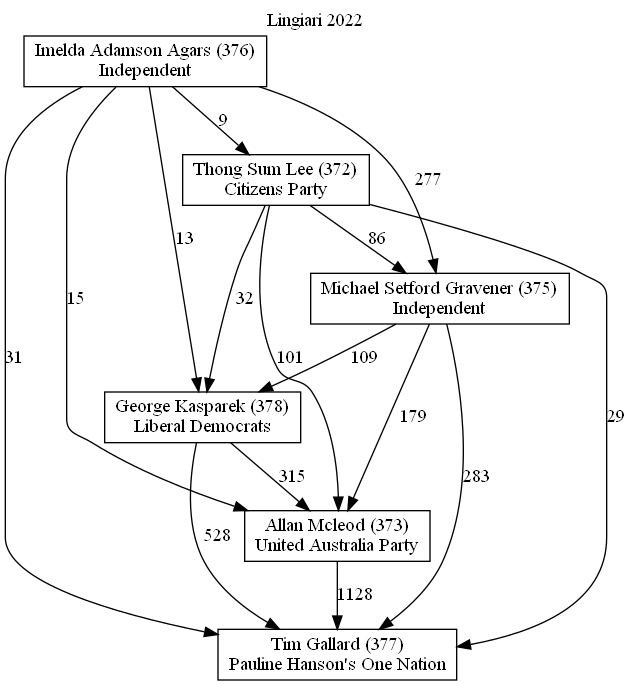 Lingiari 2022
Imelda Adamson Agars (376)
Independent
9
Thong Sum Lee (372)
Citizens Party
277
13
86
Michael Setford Gravener (375)
Independent
15
32
31
101
109
29
George Kasparek (378)
Liberal Democrats
179
315
283
528
Allan Mcleod (373)
United Australia Party
1128
Tim Gallard (377)
Pauline Hanson's One Nation